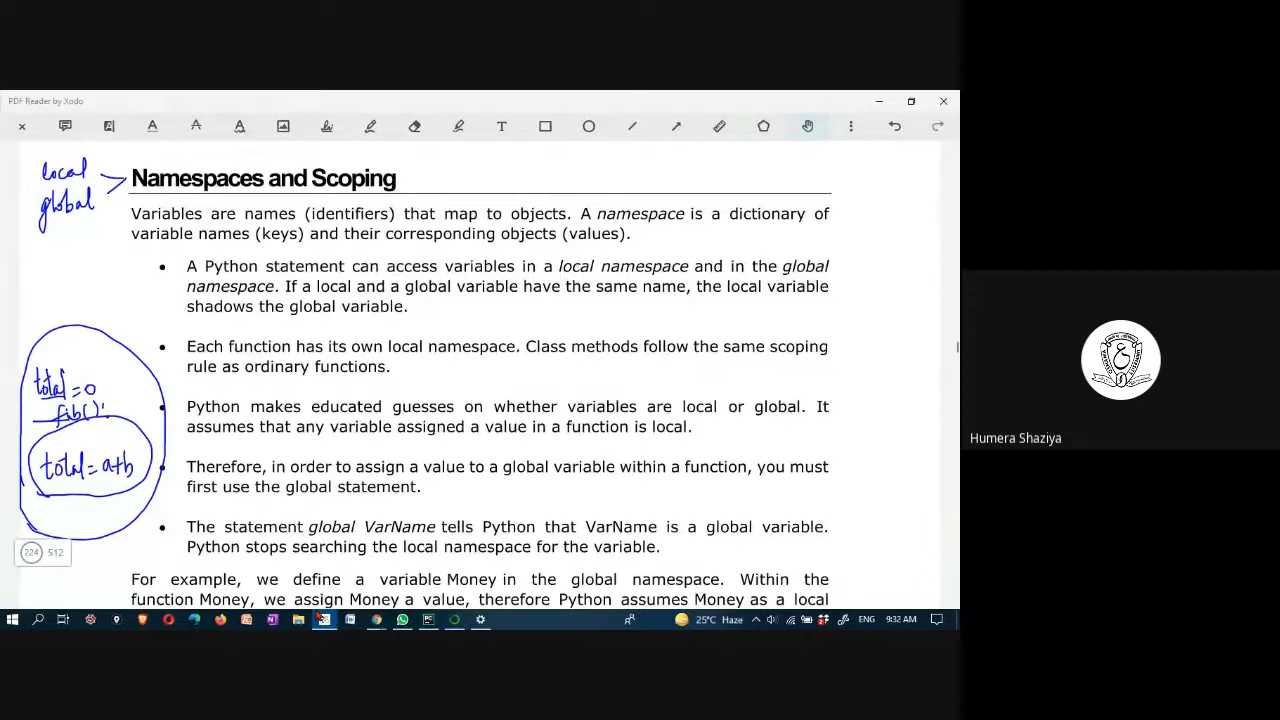 PDF Reader by Xodo
local
global
Namespaces and Scoping
Variables are names (identifiers) that map to objects. A namespace is a dictionary of
variable names (keys) and their corresponding objects (values).
• A Python statement can access variables in a local namespace and in the global
namespace. If a local and a global variable have the same name, the local variable
shadows the global variable.
• Each function has its own local namespace. Class methods follow the same scoping
rule as ordinary functions.
total = 0
• Python makes educated guesses on whether variables are local or global. It
assumes that any variable assigned a value in a function is local.
total = a+b
• Therefore, in order to assign a value to a global variable within a function, you must
first use the global statement.
• The statement global VarName tells Python that VarName is a global variable.
Python stops searching the local namespace for the variable.
224 512
For example, we define a variable Money in the global namespace. Within the
function Money, we assign Money a value, therefore Python assumes Money as a local
25°C Haze ENG 9:32 AM
Humera Shaziya